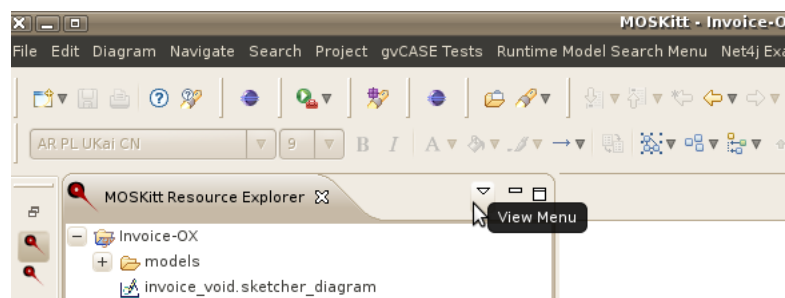 MOSKitt - Invoice-O
File Edit Diagram Navigate Search Project gvCASE Tests Runtime Model Search Menu Net4j Exa
AR PL UKai CN 9 B I A
MOSKitt Resource Explorer
View Menu
Invoice-OX
models
invoice_void.sketcher_diagram